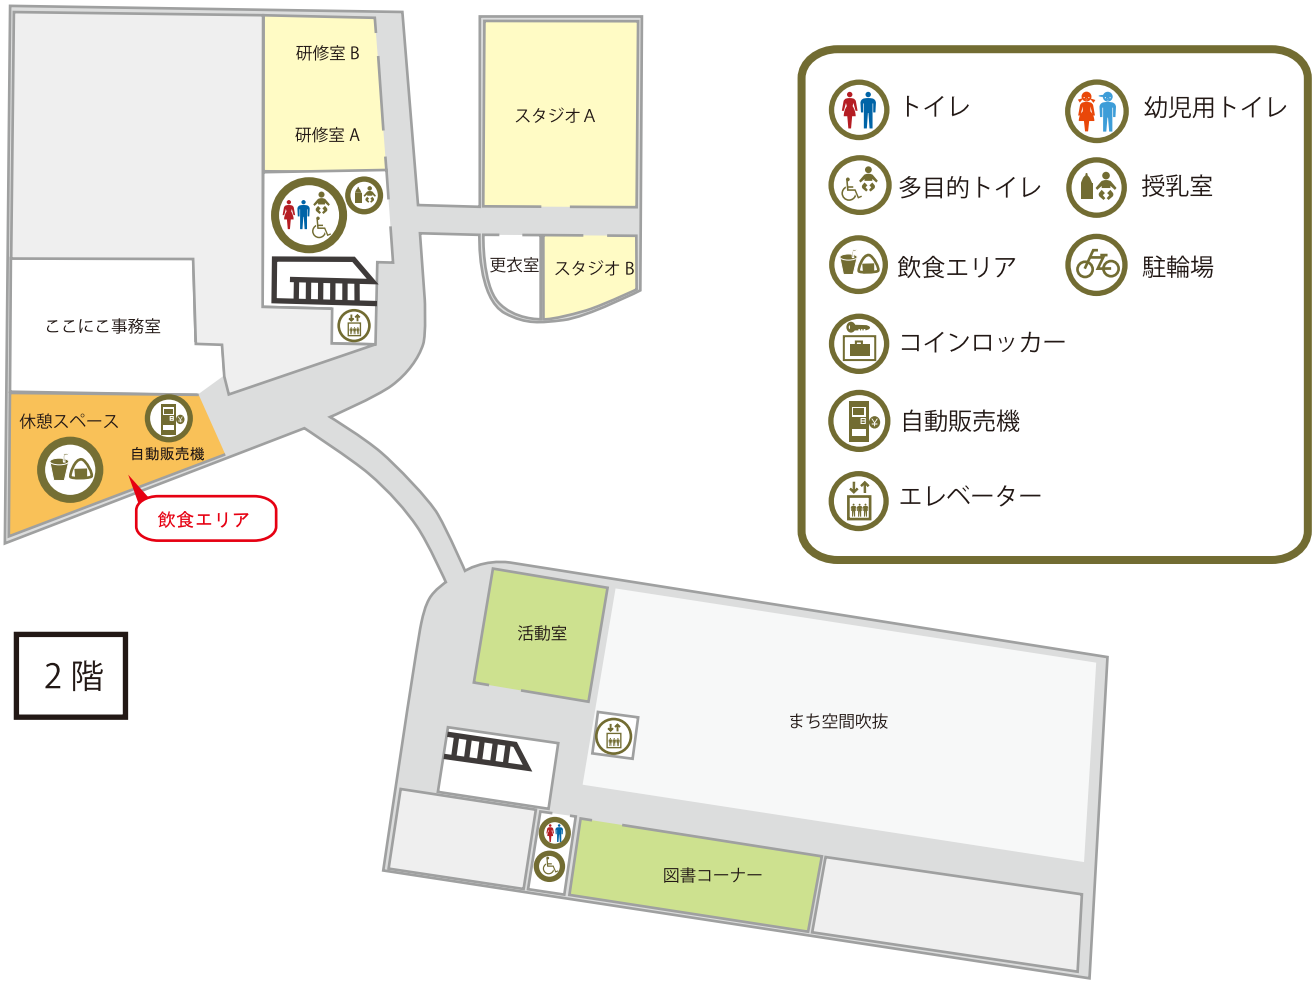 研修室 B
研修室 A
スタジオ A
更衣室
スタジオ B
ここにこ事務室
休憩スペース
自動販売機
飲食エリア
2 階
活動室
まち空間吹抜
図書コーナー
トイレ
幼児用トイレ
多目的トイレ
授乳室
飲食エリア
駐輪場
コインロッカー
自動販売機
エレベーター